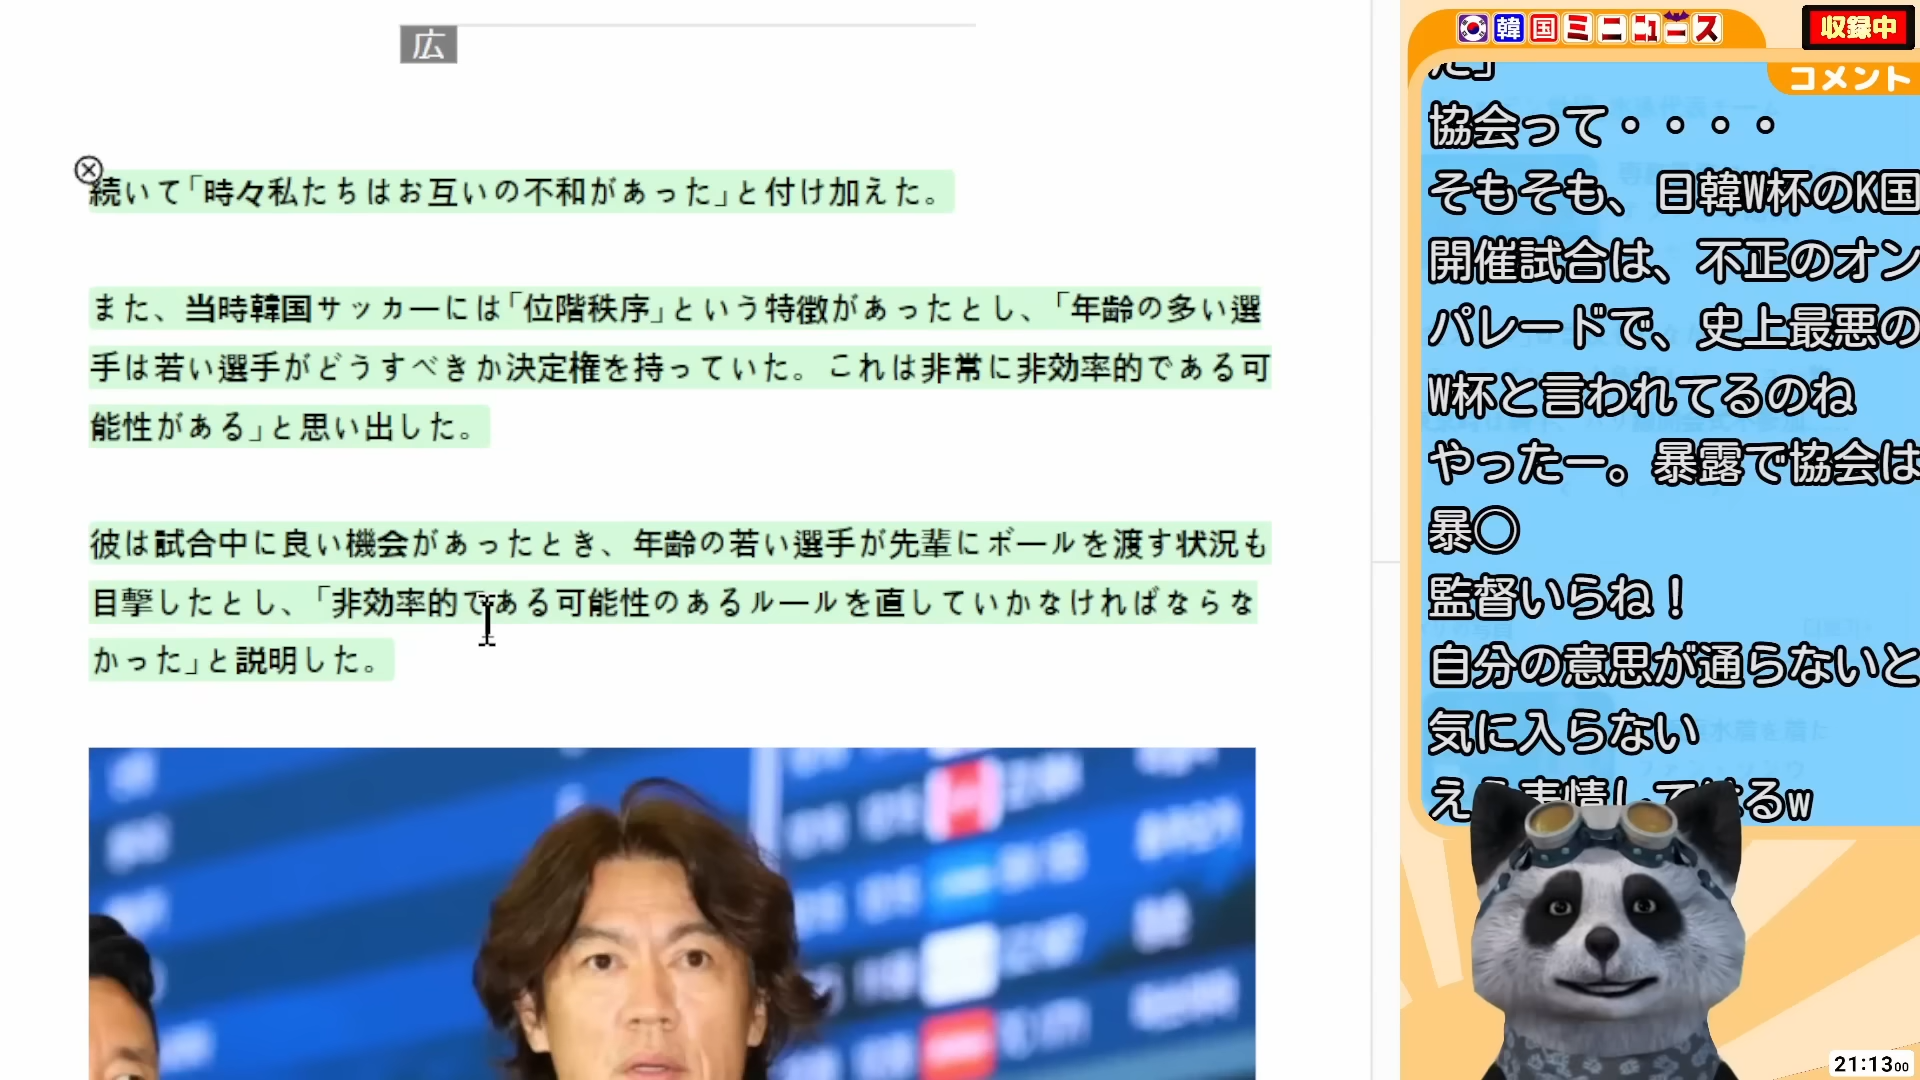 広
続いて「時々私たちはお互いの不和があった」と付け加えた。
また、当時韓国サッカーには「位階秩序」という特徴があったとし、「年齢の多い選
手は若い選手がどうすべきか決定権を持っていた。これは非常に非効率的である可
能性がある」と思い出した。
彼は試合中に良い機会があったとき、年齢の若い選手が先輩にボールを渡す状況も
目撃したとし、「非効率的である可能性のあるルールを直していかなければならな
かった」と説明した。
韓国ミニニュース
収録中
コメント
た」
協会って・・・・
そもそも、日韓W杯のK国
開催試合は、不正のオン
パレードで、史上最悪の
W杯と言われてるのね
やったー。暴露で協会は
暴〇
監督いらね！
自分の意思が通らないと
気に入らない
21:13 00